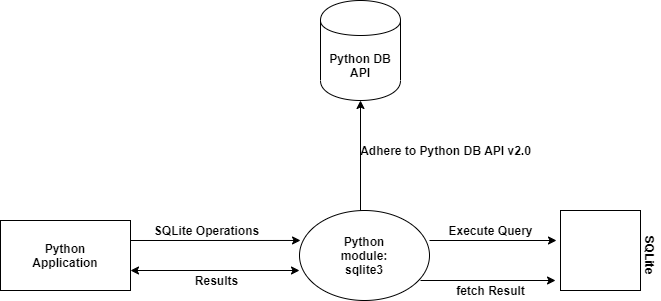 Python DB
API
Adhere to Python DB API v2.0
SQLite Operations
Execute Query
Python
Application
Python
module:
sqlite3
SQLite
Results
fetch Result